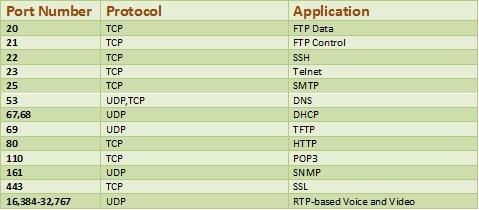 Port Number Protocol Application
20 TCP FTP Data
21 TCP FTP Control
22 TCP SSH
23 TCP Telnet
25 TCP SMTP
53 UDP,TCP DNS
67,68 UDP DHCP
69 UDP TFTP
80 TCP HTTP
110 TCP POP3
161 UDP SNMP
443 TCP SSL
16,384-32,767 UDP RTP-based Voice and Video